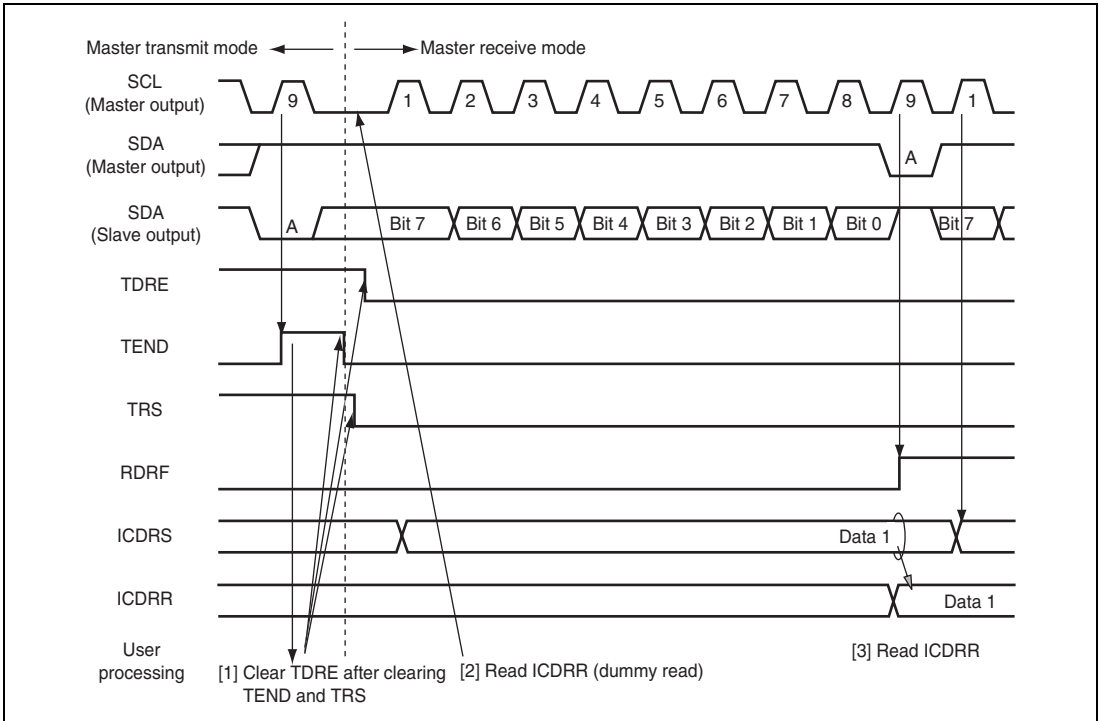 Master transmit mode
Master receive mode
SCL
(Master output)
9 1 2 3 4 5 6 7 8 9 1
SDA
(Master output)
A
SDA
(Slave output)
A Bit 7 Bit 6 Bit 5 Bit 4 Bit 3 Bit 2 Bit 1 Bit 0 Bit 7
TDRE
TEND
TRS
RDRF
ICDRS
Data 1
ICDRR
Data 1
User
processing
[1] Clear TDRE after clearing
TEND and TRS
[2] Read ICDRR (dummy read)
[3] Read ICDRR